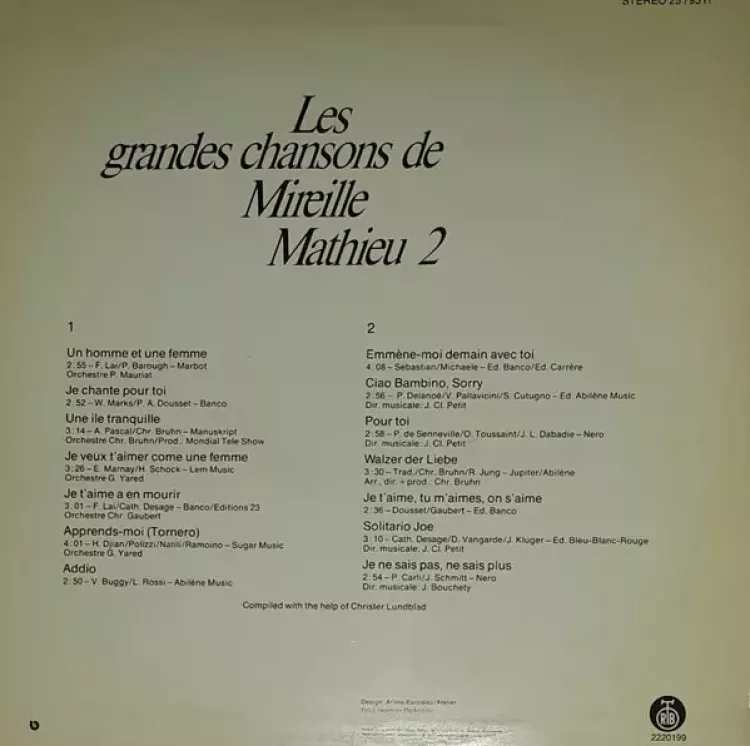 STEREO 25
Les
grandes chansons de
Mireille
Mathieu 2
1
Un homme et une femme
2:55 – F. Lai/P. Barough – Marbot
Orchestre P. Mauriat
Je chante pour toi
2:52 – W. Marks/P. A. Dousset – Banco
Une ile tranquille
3:14 – A. Pascal/Chr. Bruhn – Manuskript
Orchestre Chr. Bruhn/Prod.: Mondial Tele Show
Je veux t'aimer come une femme
3:26 – E. Marnay/H. Schock – Lem Music
Orchestre G. Yared
Je t'aime a en mourir
3:01 – F. Lai/Cath. Desage – Banco/Editions 23
Orchestre Chr. Gaubert
Apprends-moi (Tornero)
4:01 – H. Djian/Polizzi/Natili/Ramoino – Sugar Music
Orchestre G. Yared
Addio
2:50 – V. Buggy/L. Rossi – Abilène Music
2
Emmène-moi demain avec toi
4:08 – Sebastian/Michaele – Ed. Banco/Ed. Carrère
Ciao Bambino, Sorry
2:56 – P. Delanoë/V. Pallavicini/S. Cutugno – Ed. Abilène Music
Dir. musicale: J. Cl. Petit
Pour toi
2:58 – P. de Senneville/O. Toussaint/J. L. Dabadie – Nero
Dir. musicale: J. Cl. Petit
Walzer der Liebe
3:30 – Trad./Chr. Bruhn/R. Jung – Jupiter/Abilène
Arr., dir. + prod.: Chr. Bruhn
Je t'aime, tu m'aimes, on s'aime
2:36 – Dousset/Gaubert – Ed. Banco
Solitario Joe
3:10 – Cath. Desage/D. Vangarde/J. Kluger – Ed. Bleu-Blanc-Rouge
Dir. musicale: J. Cl. Petit
Je ne sais pas, ne sais plus
2:54 – P. Carli/J. Schmitt – Nero
Dir. musicale: J. Bouchety
Compiled with the help of Christer Lundblad
Design:
RTB
2220199